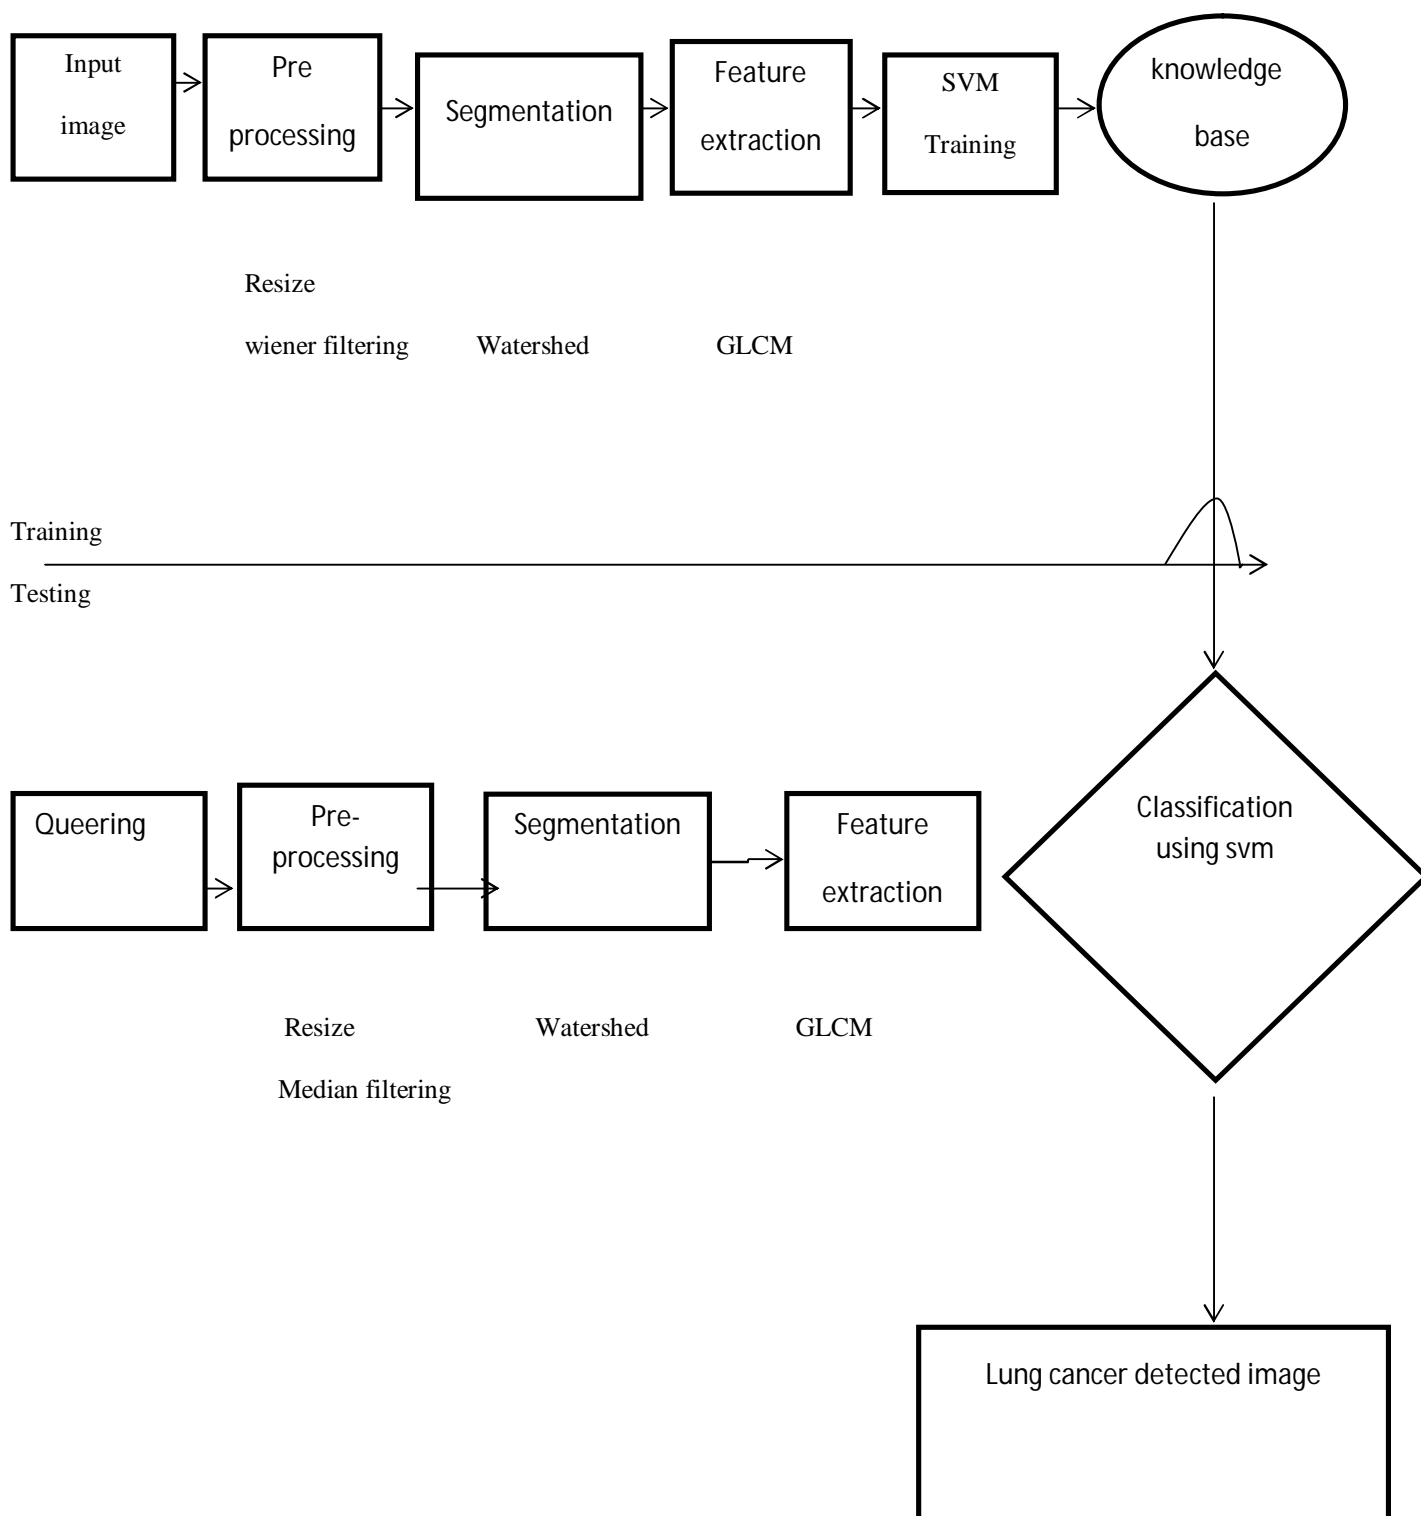 Input
image
Pre
processing
Segmentation
Feature
extraction
SVM
Training
knowledge
base
Resize
wiener filtering
Watershed
GLCM
Training
Testing
Queering
Pre-
processing
Segmentation
Feature
extraction
Classification
using svm
Resize
Median filtering
Watershed
GLCM
Lung cancer detected image